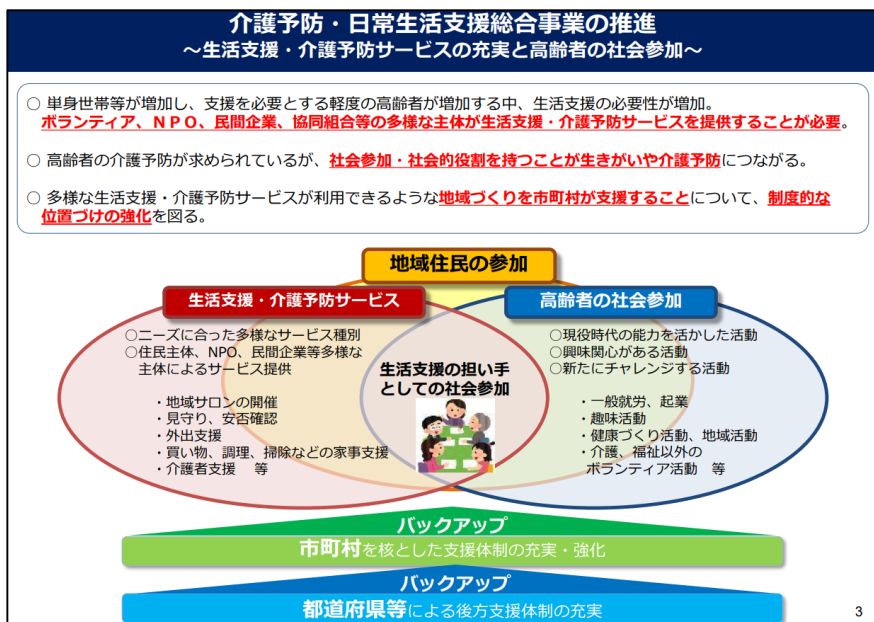 介護予防・日常生活支援総合事業の推進
～生活支援・介護予防サービスの充実と高齢者の社会参加～
○ 単身世帯等が増加し、支援を必要とする軽度の高齢者が増加する中、生活支援の必要性が増加。
ボランティア、ＮＰＯ、民間企業、協同組合等の多様な主体が生活支援・介護予防サービスを提供することが必要。
○ 高齢者の介護予防が求められているが、社会参加・社会的役割を持つことが生きがいや介護予防につながる。
○ 多様な生活支援・介護予防サービスが利用できるような地域づくりを市町村が支援することについて、制度的な
位置づけの強化を図る。
地域住民の参加
生活支援・介護予防サービス
○ニーズに合った多様なサービス種別
○住民主体、NPO、民間企業等多様な
主体によるサービス提供
・地域サロンの開催
・見守り、安否確認
・外出支援
・買い物、調理、掃除などの家事支援
・介護者支援　等
生活支援の担い手
としての社会参加
高齢者の社会参加
○現役時代の能力を活かした活動
○興味関心がある活動
○新たにチャレンジする活動
・一般就労、起業
・趣味活動
・健康づくり活動、地域活動
・介護、福祉以外の
ボランティア活動　等
バックアップ
市町村を核とした支援体制の充実・強化
バックアップ
都道府県等による後方支援体制の充実
3